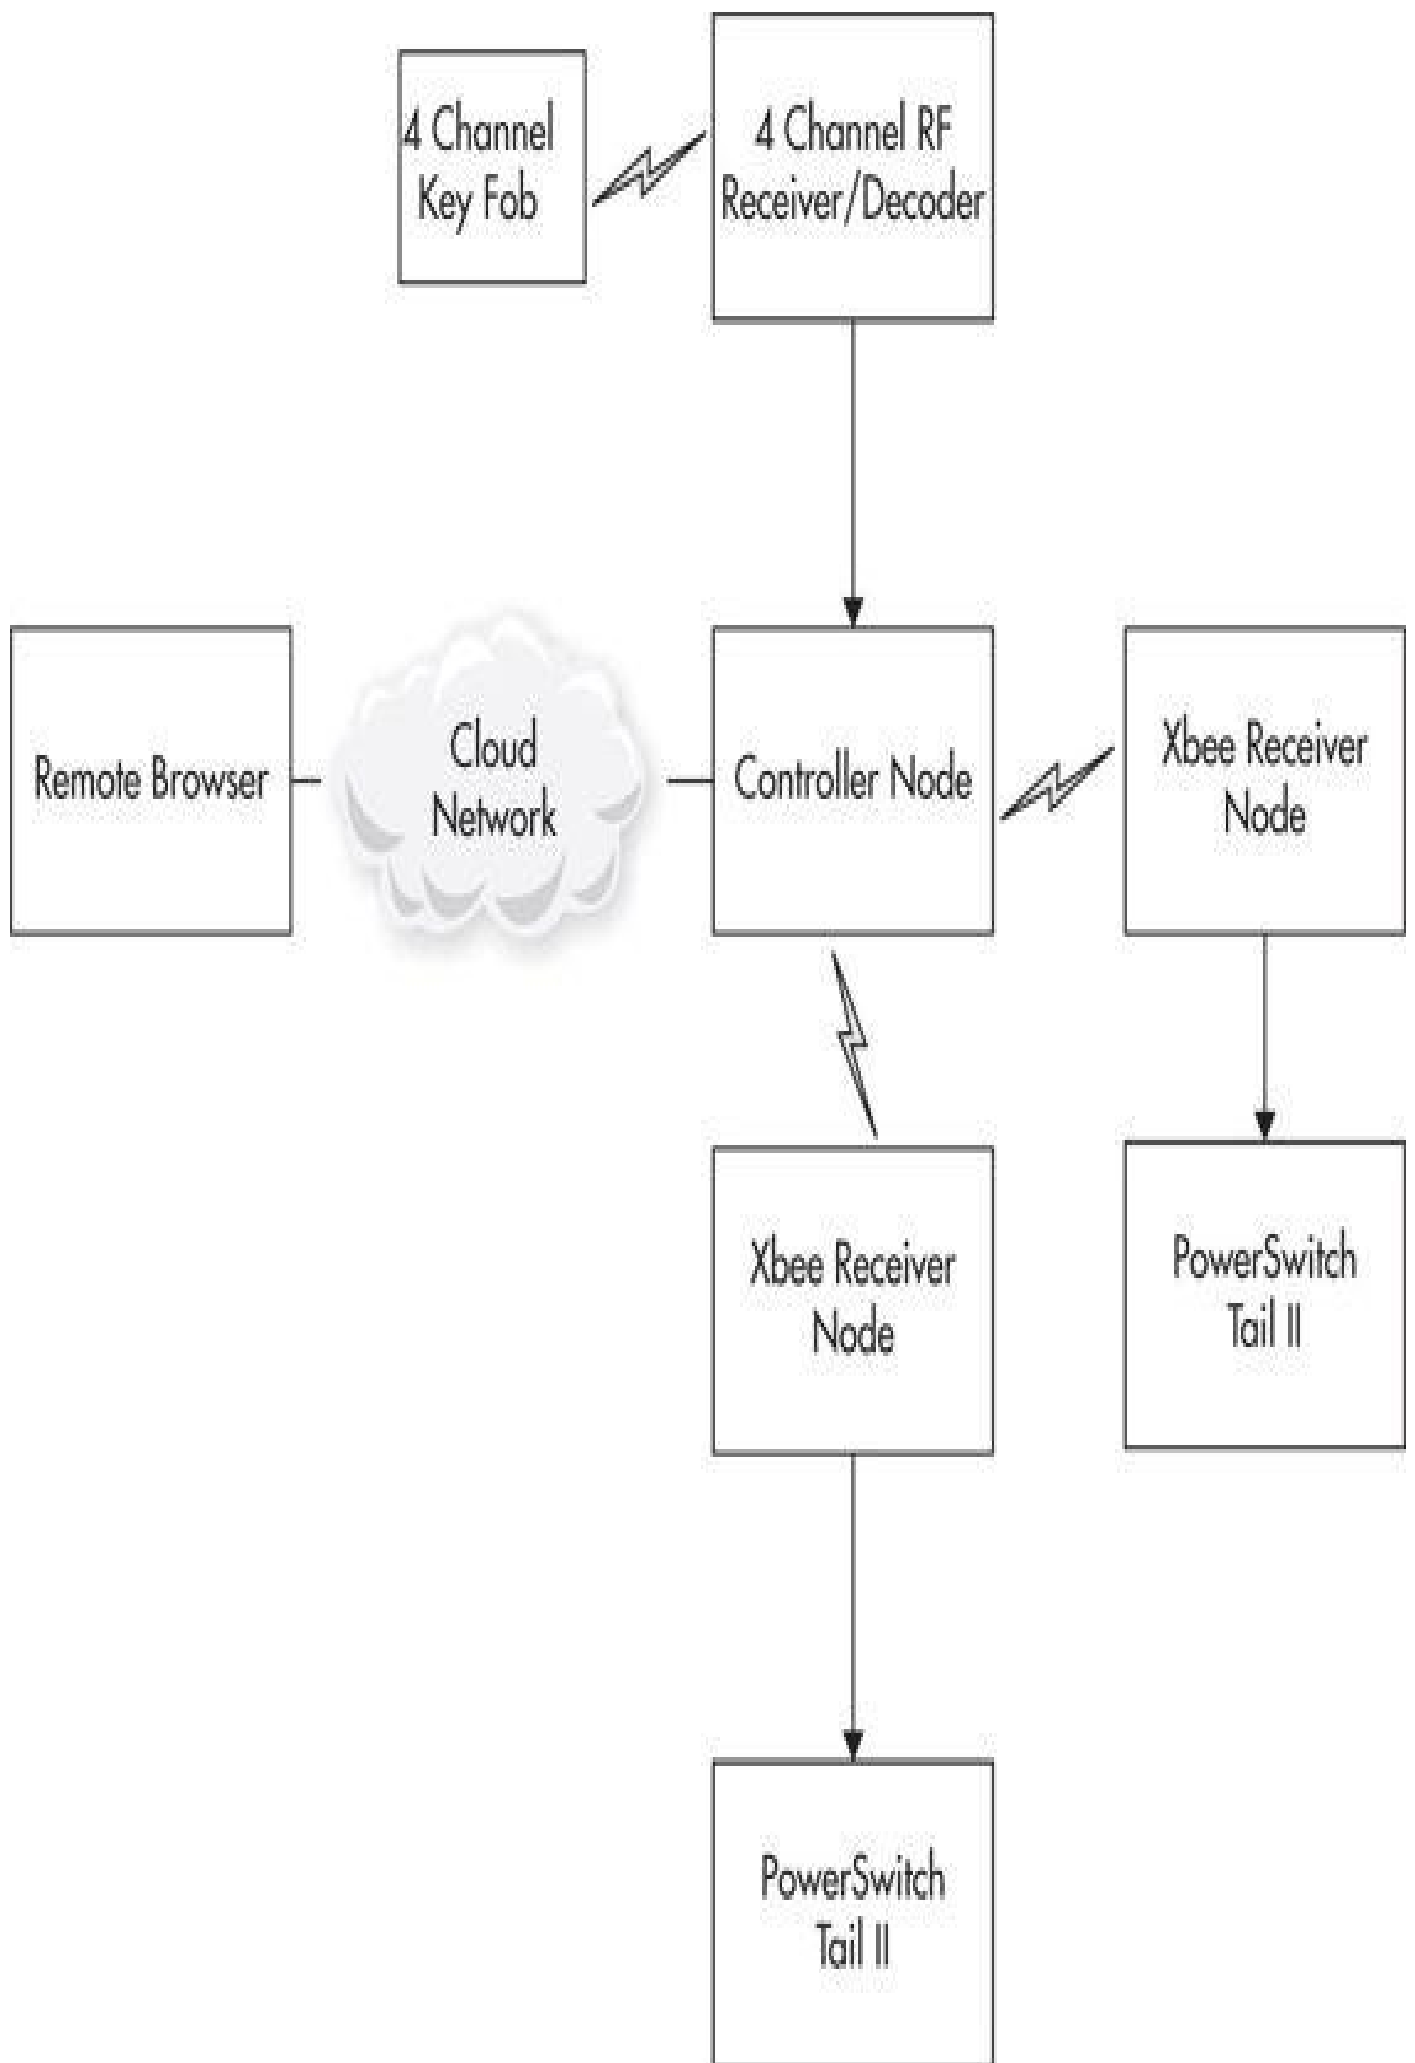 4 Channel
Key Fob
4 Channel RF
Receiver/Decoder
Remote Browser
Cloud
Network
Controller Node
Xbee Receiver
Node
Xbee Receiver
Node
PowerSwitch
Tail II
PowerSwitch
Tail II